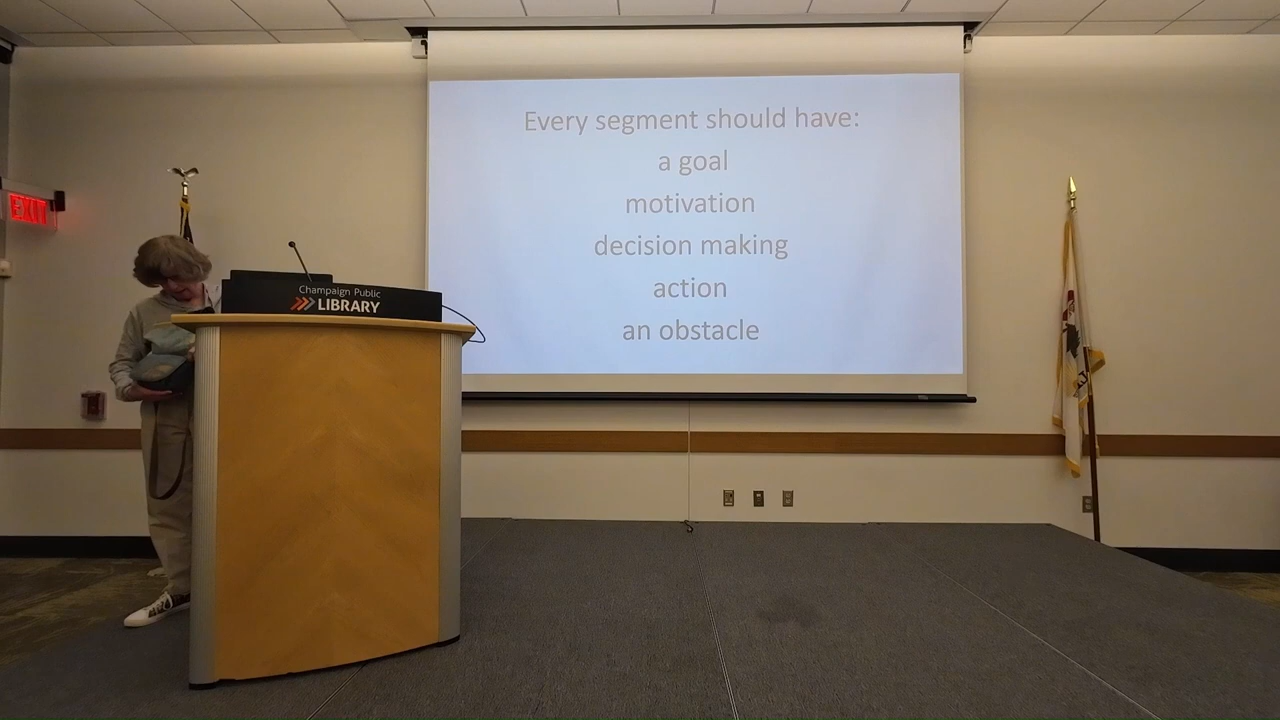 Every segment should have:
a goal
motivation
decision making
action
an obstacle
EXIT
Champaign Public
LIBRARY